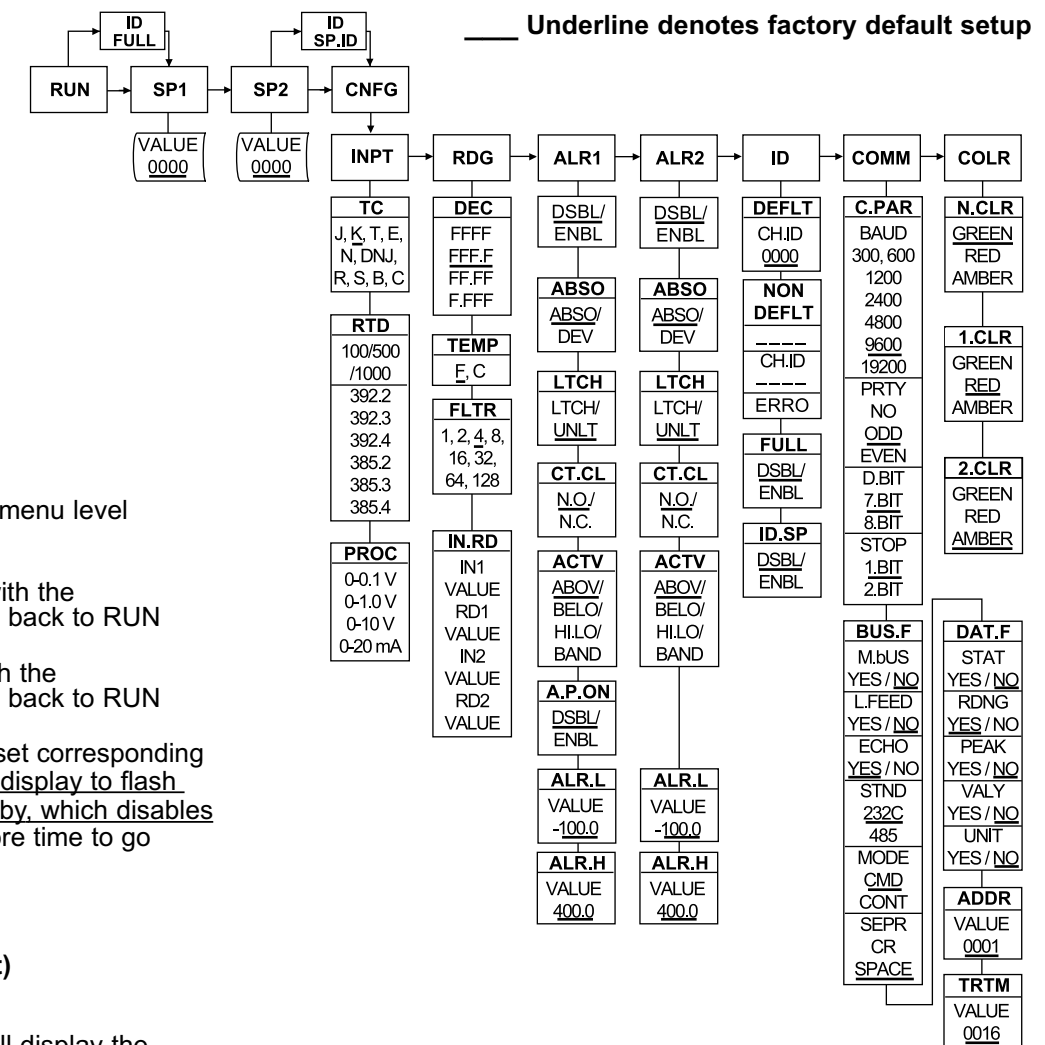 ____ Underline denotes factory default setup
ID
FULL
ID
SP.ID
RUN
SP1
SP2
CNFG
VALUE
0000
VALUE
0000
INPT
RDG
ALR1
ALR2
ID
COMM
COLR
TC
J, K, T, E,
N, DNJ,
R, S, B, C
RTD
100/500
/1000
392.2
392.3
392.4
385.2
385.3
385.4
PROC
0-0.1 V
0-1.0 V
0-10 V
0-20 mA
DEC
FFFF
FFF.F
FF.FF
F.FFF
TEMP
F, C
FLTR
1, 2, 4, 8,
16, 32,
64, 128
IN.RD
IN1
VALUE
RD1
VALUE
IN2
VALUE
RD2
VALUE
DSBL/
ENBL
ABSO
ABSO/
DEV
LTCH
LTCH/
UNLT
CT.CL
N.O./
N.C.
ACTV
ABOV/
BELO/
HI.LO/
BAND
A.P.ON
DSBL/
ENBL
ALR.L
VALUE
-100.0
ALR.H
VALUE
400.0
DSBL/
ENBL
ABSO
ABSO/
DEV
LTCH
LTCH/
UNLT
CT.CL
N.O./
N.C.
ACTV
ABOV/
BELO/
HI.LO/
BAND
ALR.L
VALUE
-100.0
ALR.H
VALUE
400.0
DEFLT
CH.ID
0000
NON
DEFLT
_ _ _ _
CH.ID
_ _ _ _
ERRO
FULL
DSBL/
ENBL
ID.SP
DSBL/
ENBL
C.PAR
BAUD
300, 600
1200
2400
4800
9600
19200
PRTY
NO
ODD
EVEN
D.BIT
7.BIT
8.BIT
STOP
1.BIT
2.BIT
BUS.F
M.bUS
YES / NO
L.FEED
YES / NO
ECHO
YES / NO
STND
232C
485
MODE
CMD
CONT
SEPR
CR
SPACE
N.CLR
GREEN
RED
AMBER
1.CLR
GREEN
RED
AMBER
2.CLR
GREEN
RED
AMBER
DAT.F
STAT
YES / NO
RDNG
YES / NO
PEAK
YES / NO
VALY
YES / NO
UNIT
YES / NO
ADDR
VALUE
0001
TRTM
VALUE
0016
menu level
ith the
back to RUN
h the
back to RUN
set corresponding
display to flash
by, which disables
ore time to go
t)
ll display the